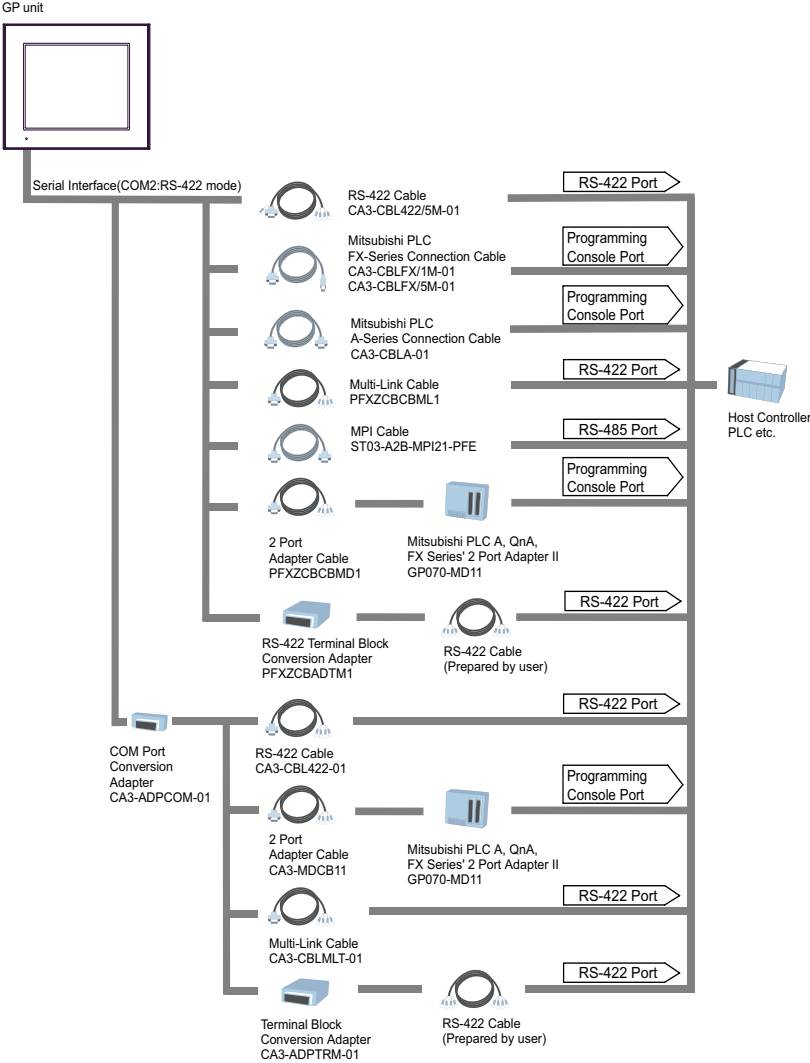 GP unit
Serial Interface(COM2:RS-422 mode)
RS-422 Cable
CA3-CBL422/5M-01
RS-422 Port
Mitsubishi PLC
FX-Series Connection Cable
CA3-CBLFX/1M-01
CA3-CBLFX/5M-01
Programming
Console Port
Mitsubishi PLC
A-Series Connection Cable
CA3-CBLA-01
Programming
Console Port
Multi-Link Cable
PFXZCBCBML1
RS-422 Port
Host Controller
PLC etc.
MPI Cable
ST03-A2B-MPI21-PFE
RS-485 Port
2 Port
Adapter Cable
PFXZCBCBMD1
Mitsubishi PLC A, QnA,
FX Series' 2 Port Adapter II
GP070-MD11
Programming
Console Port
RS-422 Terminal Block
Conversion Adapter
PFXZCBADTM1
RS-422 Cable
(Prepared by user)
RS-422 Port
COM Port
Conversion
Adapter
CA3-ADPCOM-01
RS-422 Cable
CA3-CBL422-01
RS-422 Port
2 Port
Adapter Cable
CA3-MDCB11
Mitsubishi PLC A, QnA,
FX Series' 2 Port Adapter II
GP070-MD11
Programming
Console Port
Multi-Link Cable
CA3-CBLMLT-01
RS-422 Port
Terminal Block
Conversion Adapter
CA3-ADPTRM-01
RS-422 Cable
(Prepared by user)
RS-422 Port